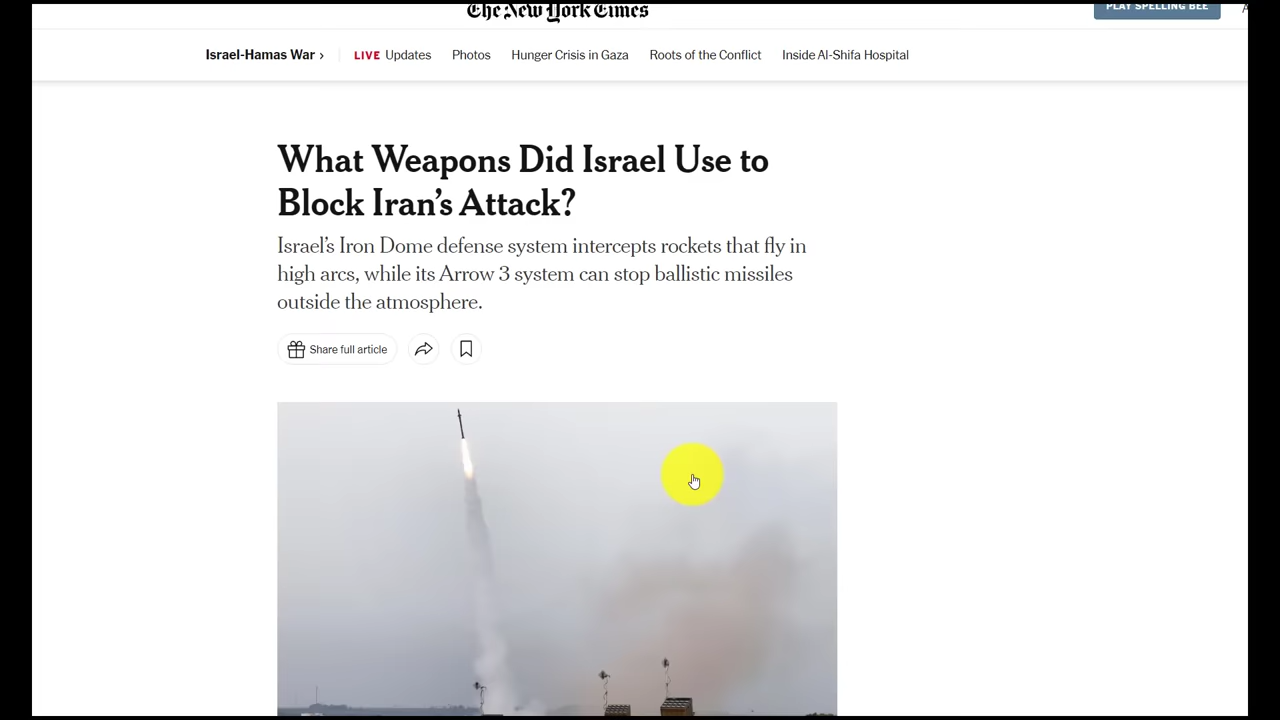 The New York Times
PLAY SPELLING BEE
Israel-Hamas War ›
LIVE Updates
Photos
Hunger Crisis in Gaza
Roots of the Conflict
Inside Al-Shifa Hospital
What Weapons Did Israel Use to
Block Iran's Attack?
Israel's Iron Dome defense system intercepts rockets that fly in
high arcs, while its Arrow 3 system can stop ballistic missiles
outside the atmosphere.
Share full article